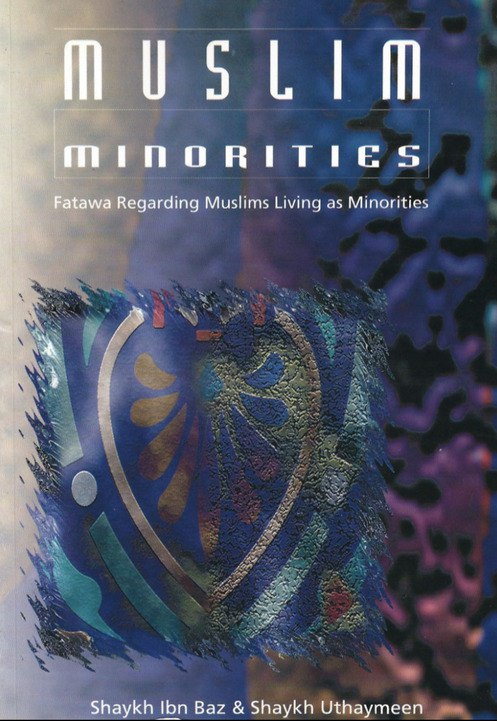 MUSLIM
MINORITIES
Fatawa Regarding Muslims Living as Minorities
Shaykh Ibn Baz & Shaykh Uthaymeen